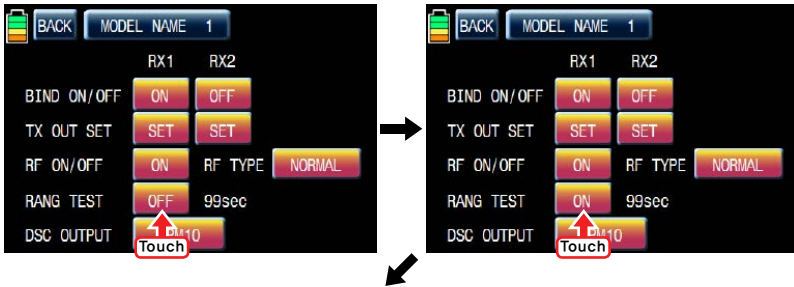 BACK MODEL NAME 1
RX1 RX2
BIND ON/OFF ON OFF
TX OUT SET SET SET
RF ON/OFF ON RF TYPE NORMAL
RANG TEST OFF 99sec
DSC OUTPUT PM10
Touch
BACK MODEL NAME 1
RX1 RX2
BIND ON/OFF ON OFF
TX OUT SET SET SET
RF ON/OFF ON RF TYPE NORMAL
RANG TEST ON 99sec
DSC OUTPUT PM10
Touch